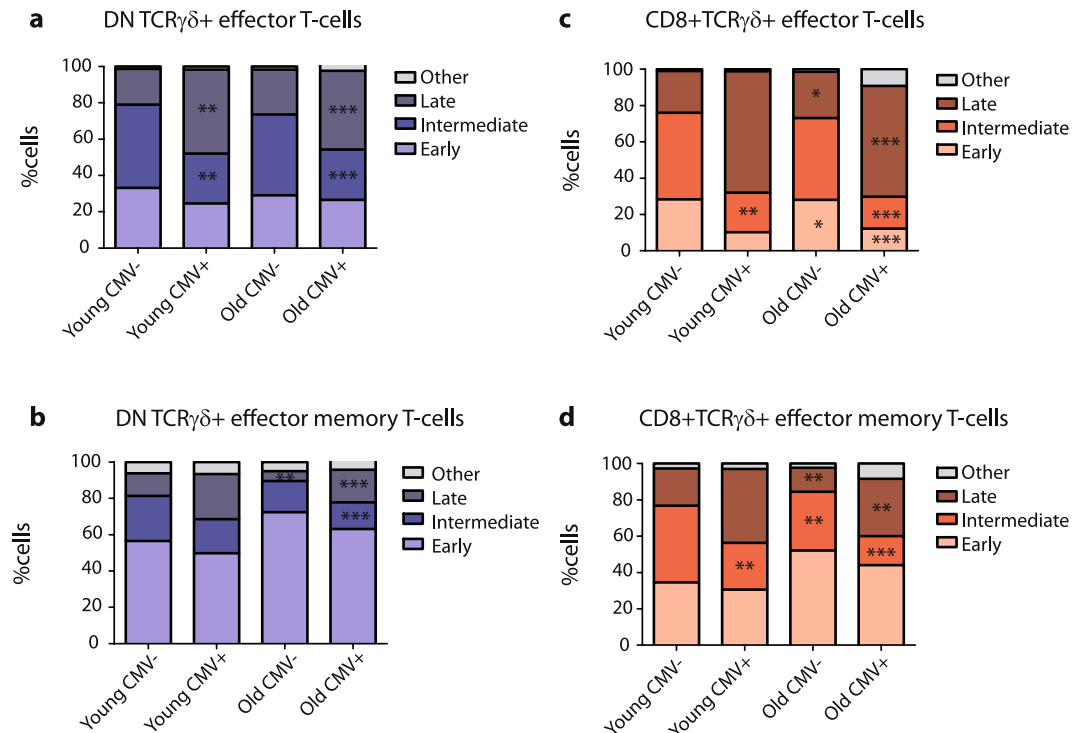 a
DN TCRγδ+ effector T-cells
100
80
60
40
20
0
%cells
**
**
***
***
Other
Late
Intermediate
Early
Young CMV-
Young CMV+
Old CMV-
Old CMV+
c
CD8+TCRγδ+ effector T-cells
100
80
60
40
20
0
%cells
**
*
*
***
***
***
Other
Late
Intermediate
Early
Young CMV-
Young CMV+
Old CMV-
Old CMV+
b
DN TCRγδ+ effector memory T-cells
100
80
60
40
20
0
%cells
**
***
***
Other
Late
Intermediate
Early
Young CMV-
Young CMV+
Old CMV-
Old CMV+
d
CD8+TCRγδ+ effector memory T-cells
100
80
60
40
20
0
%cells
**
**
**
**
***
Other
Late
Intermediate
Early
Young CMV-
Young CMV+
Old CMV-
Old CMV+